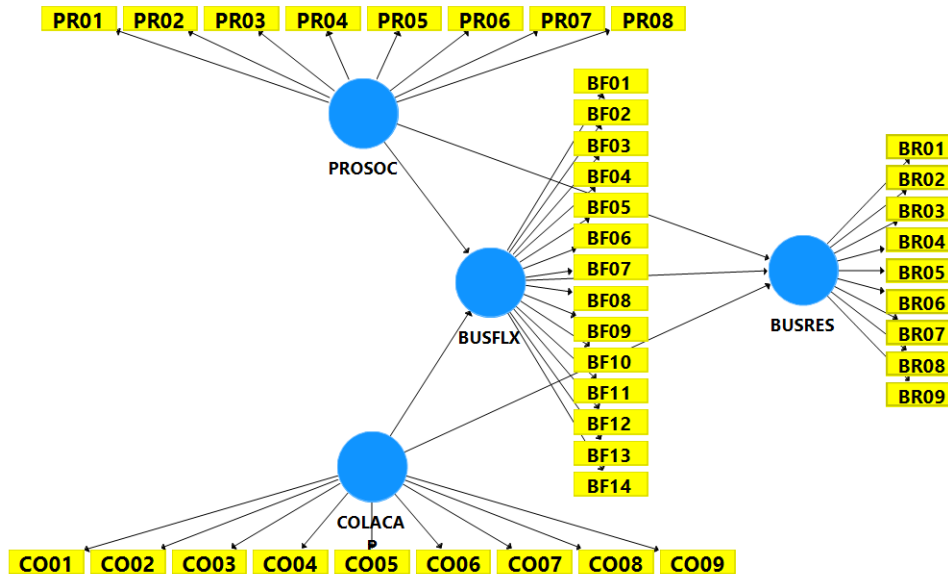 PR01 PR02 PR03 PR04 PR05 PR06 PR07 PR08
PROSOC
BF01
BF02
BF03
BF04
BF05
BF06
BF07
BF08
BF09
BF10
BF11
BF12
BF13
BF14
BUSFLX
BR01
BR02
BR03
BR04
BR05
BR06
BR07
BR08
BR09
BUSRES
COLACA
P
CO01 CO02 CO03 CO04 CO05 CO06 CO07 CO08 CO09